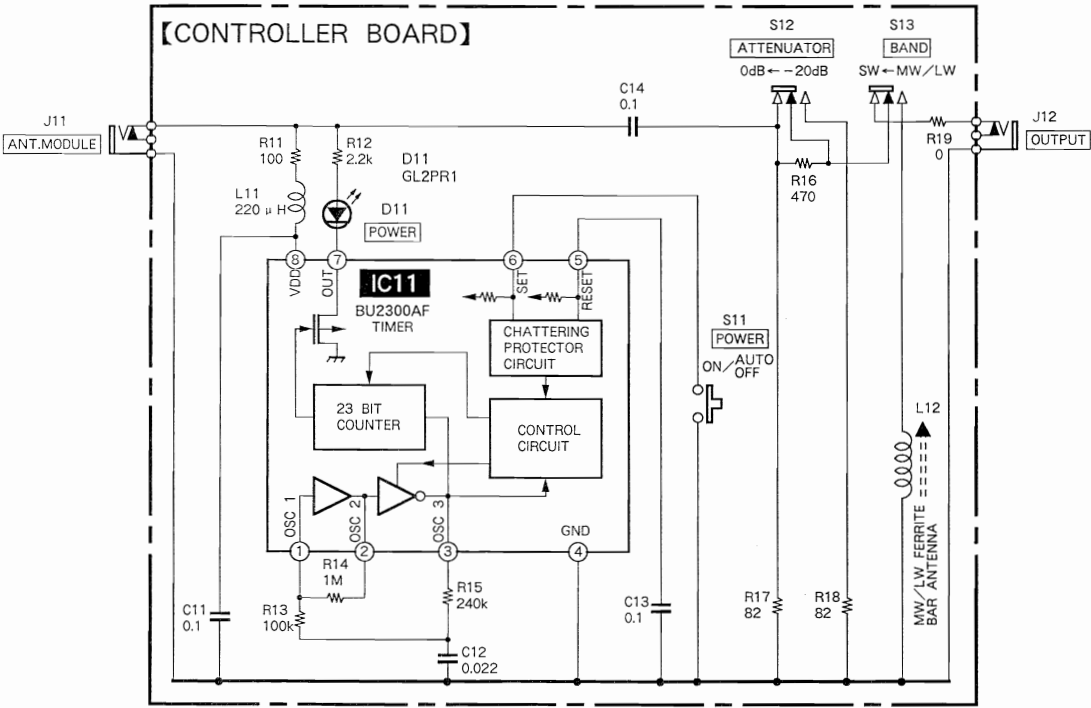 【CONTROLLER BOARD】
S12
ATTENUATOR
0dB ← −20dB
S13
BAND
SW ← MW/LW
C14
0.1
J11
ANT.MODULE
J12
OUTPUT
R19
0
R11
100
R12
2.2k
D11
GL2PR1
R16
470
L11
220 μH
D11
POWER
8
7
6
5
VDD
OUT
SET
RESET
IC11
BU2300AF
TIMER
CHATTERING
PROTECTOR
CIRCUIT
S11
POWER
ON/AUTO
OFF
23 BIT
COUNTER
CONTROL
CIRCUIT
L12
MW/LW FERRITE
BAR ANTENNA
OSC 1
OSC 2
OSC 3
GND
1
2
3
4
R14
1M
R15
240k
C11
0.1
R13
100k
C13
0.1
R17
82
R18
82
C12
0.022